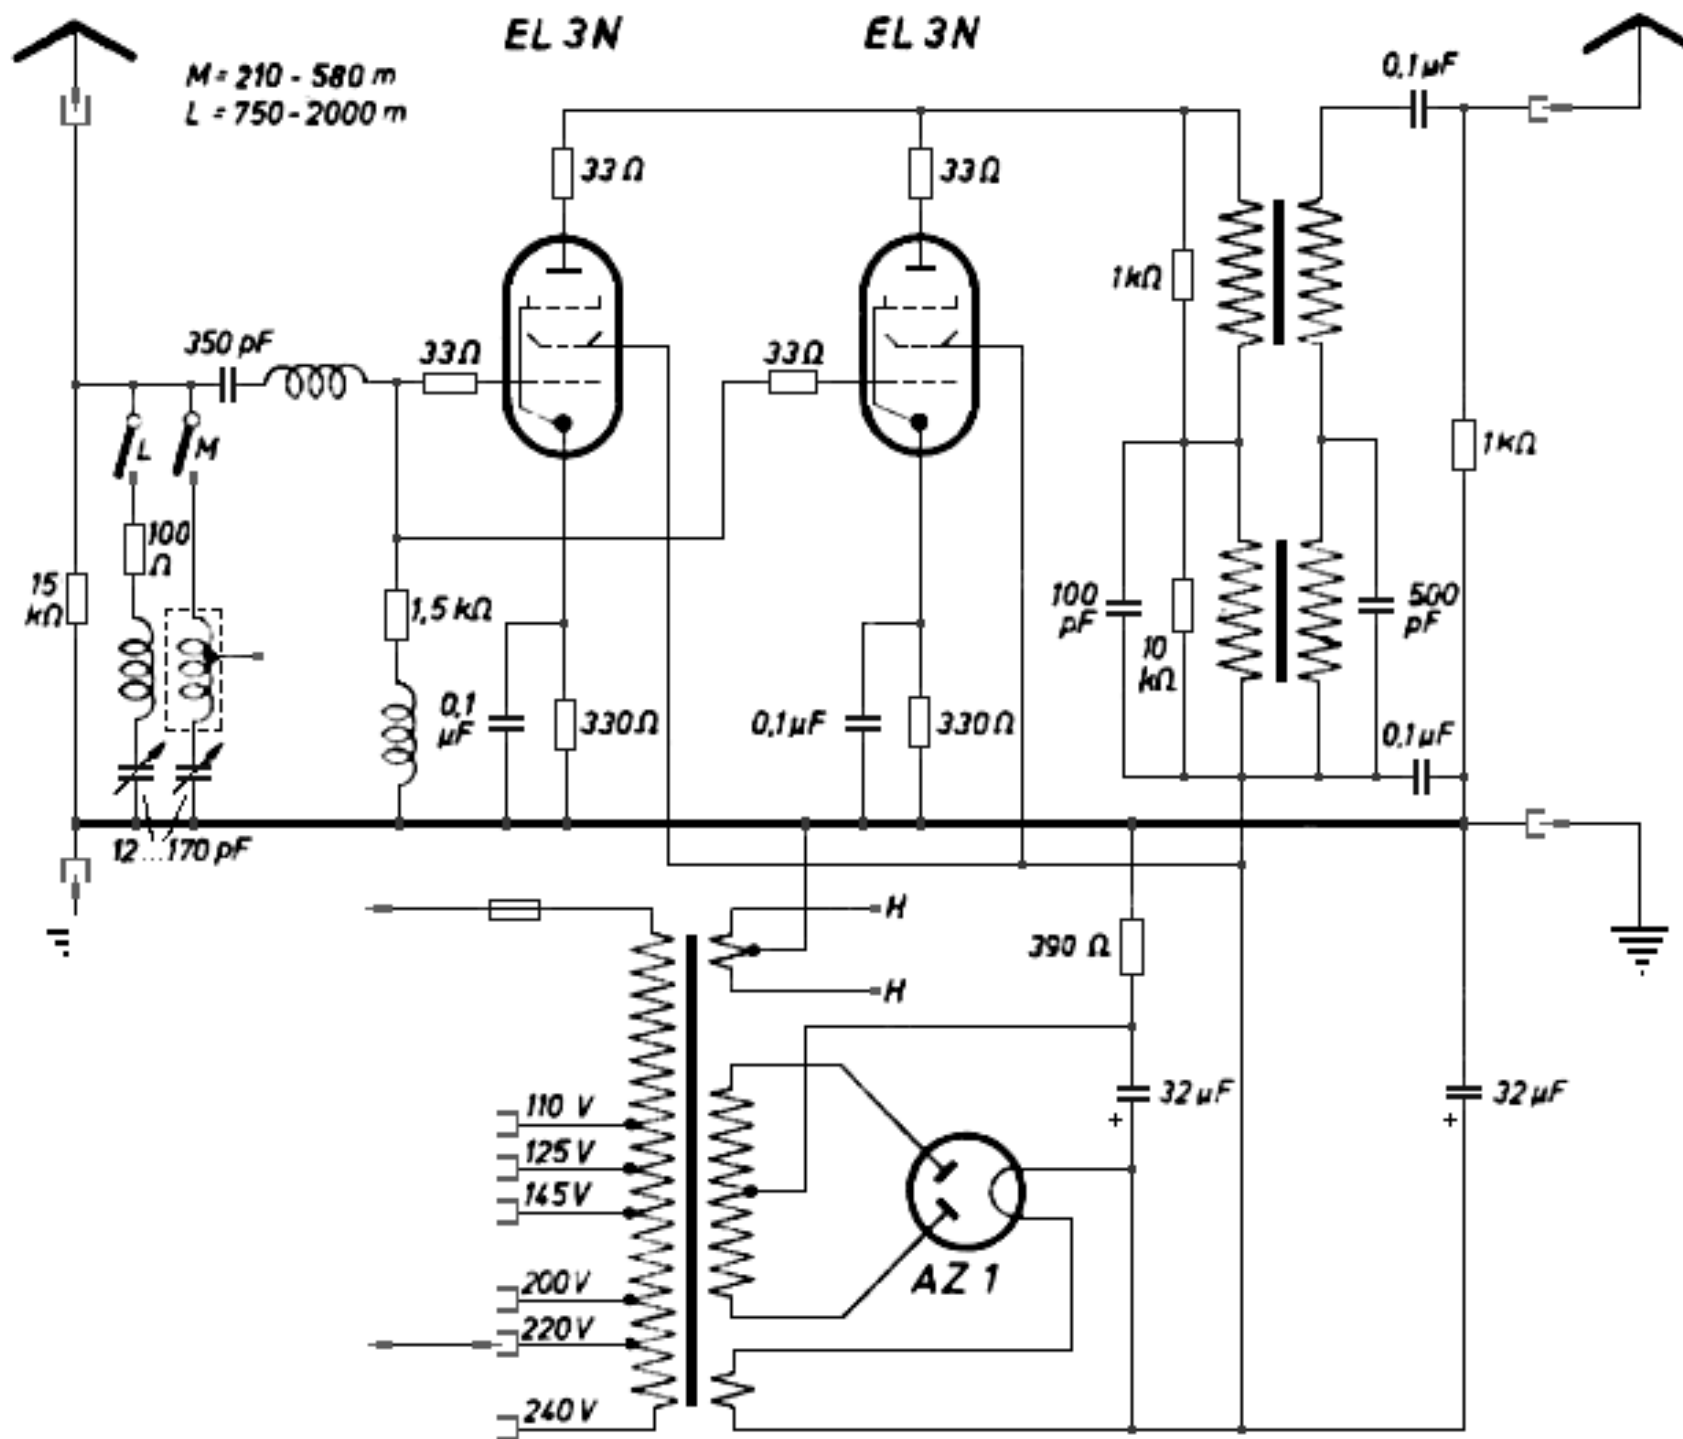 EL 3N
EL 3N
M = 210 - 580 m
L = 750 - 2000 m
0,1 µF
33 Ω
33 Ω
1 kΩ
350 pF
33 Ω
33 Ω
L
M
1 kΩ
100
Ω
15
kΩ
1,5 kΩ
100
pF
500
pF
10
kΩ
0,1
µF
330 Ω
0,1 µF
330 Ω
0,1 µF
12...170 pF
H
390 Ω
H
110 V
32 µF
32 µF
+
+
125 V
145 V
AZ 1
200 V
220 V
240 V